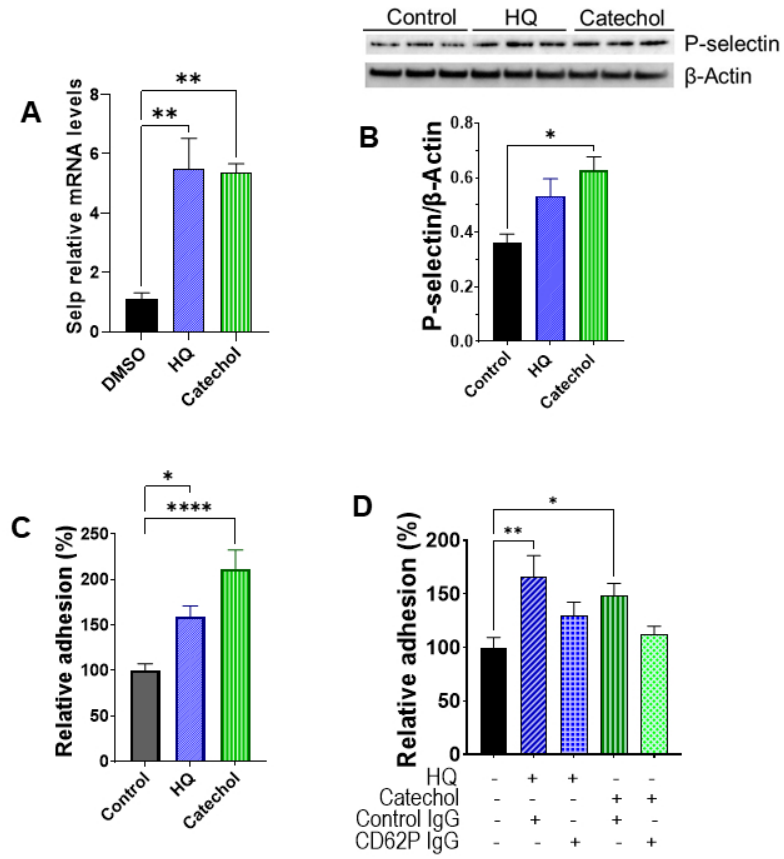 Control HQ Catechol
P-selectin
β-Actin
A
Selp relative mRNA levels
8
6
4
2
0
**
**
DMSO
HQ
Catechol
B
P-selectin/β-Actin
0.8
0.6
0.4
0.2
0.0
*
Control
HQ
Catechol
C
Relative adhesion (%)
250
200
150
100
50
0
*
****
Control
HQ
Catechol
D
Relative adhesion (%)
200
150
100
50
0
**
*
HQ - + + - -
Catechol - - - + +
Control IgG - + - + -
CD62P IgG - - + - +